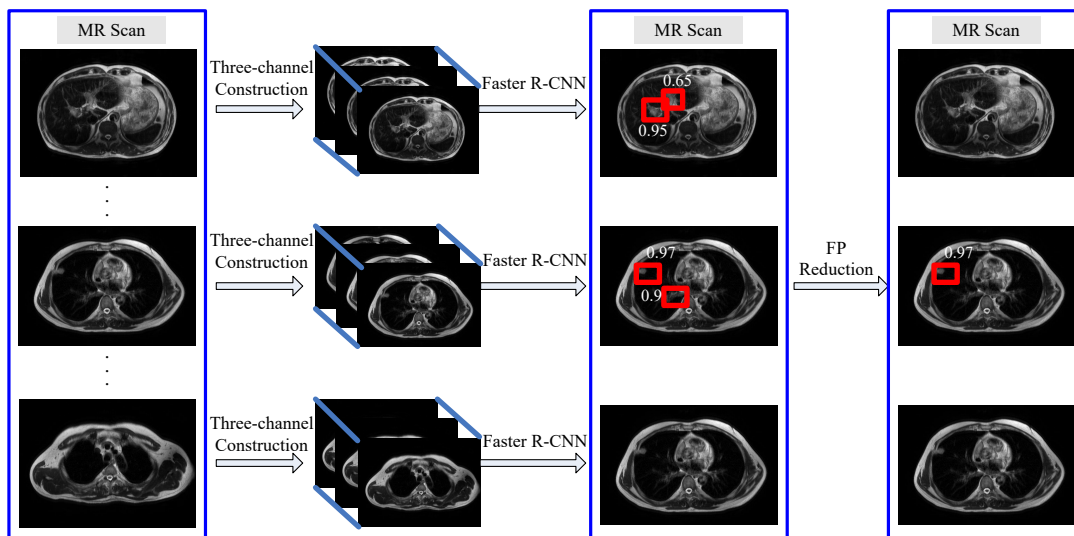 MR Scan
MR Scan
MR Scan
Three-channel
Construction
Faster R-CNN
0.65
0.95
Three-channel
Construction
Faster R-CNN
0.97
0.9
FP
Reduction
0.97
Three-channel
Construction
Faster R-CNN